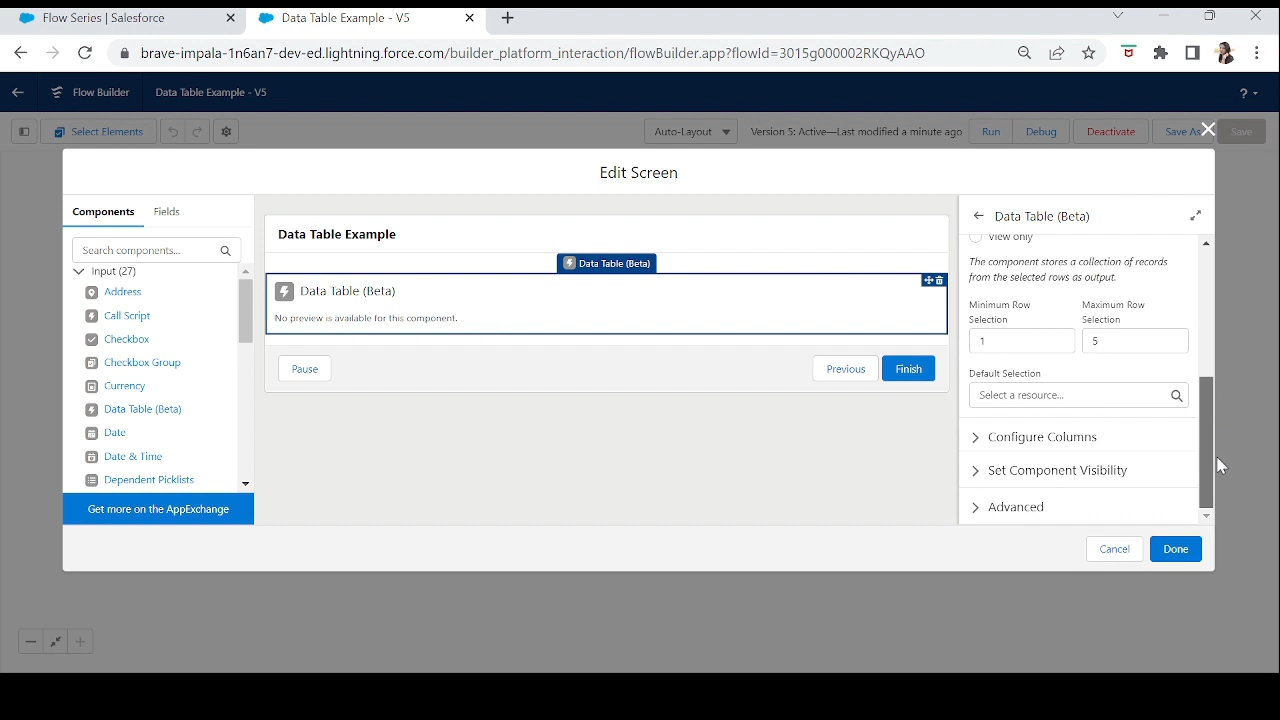 Flow Series | Salesforce
Data Table Example - V5
brave-impala-1n6an7-dev-ed.lightning.force.com/builder_platform_interaction/flowBuilder.app?flowId=3015g000002RKQyAAO
Flow Builder
Data Table Example - V5
?
Select Elements
Auto-Layout
Version 5: Active—Last modified a minute ago
Run
Debug
Deactivate
Save As
Save
Edit Screen
Components
Fields
Search components...
Input (27)
Address
Call Script
Checkbox
Checkbox Group
Currency
Data Table (Beta)
Date
Date & Time
Dependent Picklists
Get more on the AppExchange
Data Table Example
Data Table (Beta)
Data Table (Beta)
No preview is available for this component.
Pause
Previous
Finish
Data Table (Beta)
View only
The component stores a collection of records
from the selected rows as output.
Minimum Row
Selection
Maximum Row
Selection
1
5
Default Selection
Select a resource...
Configure Columns
Set Component Visibility
Advanced
Cancel
Done